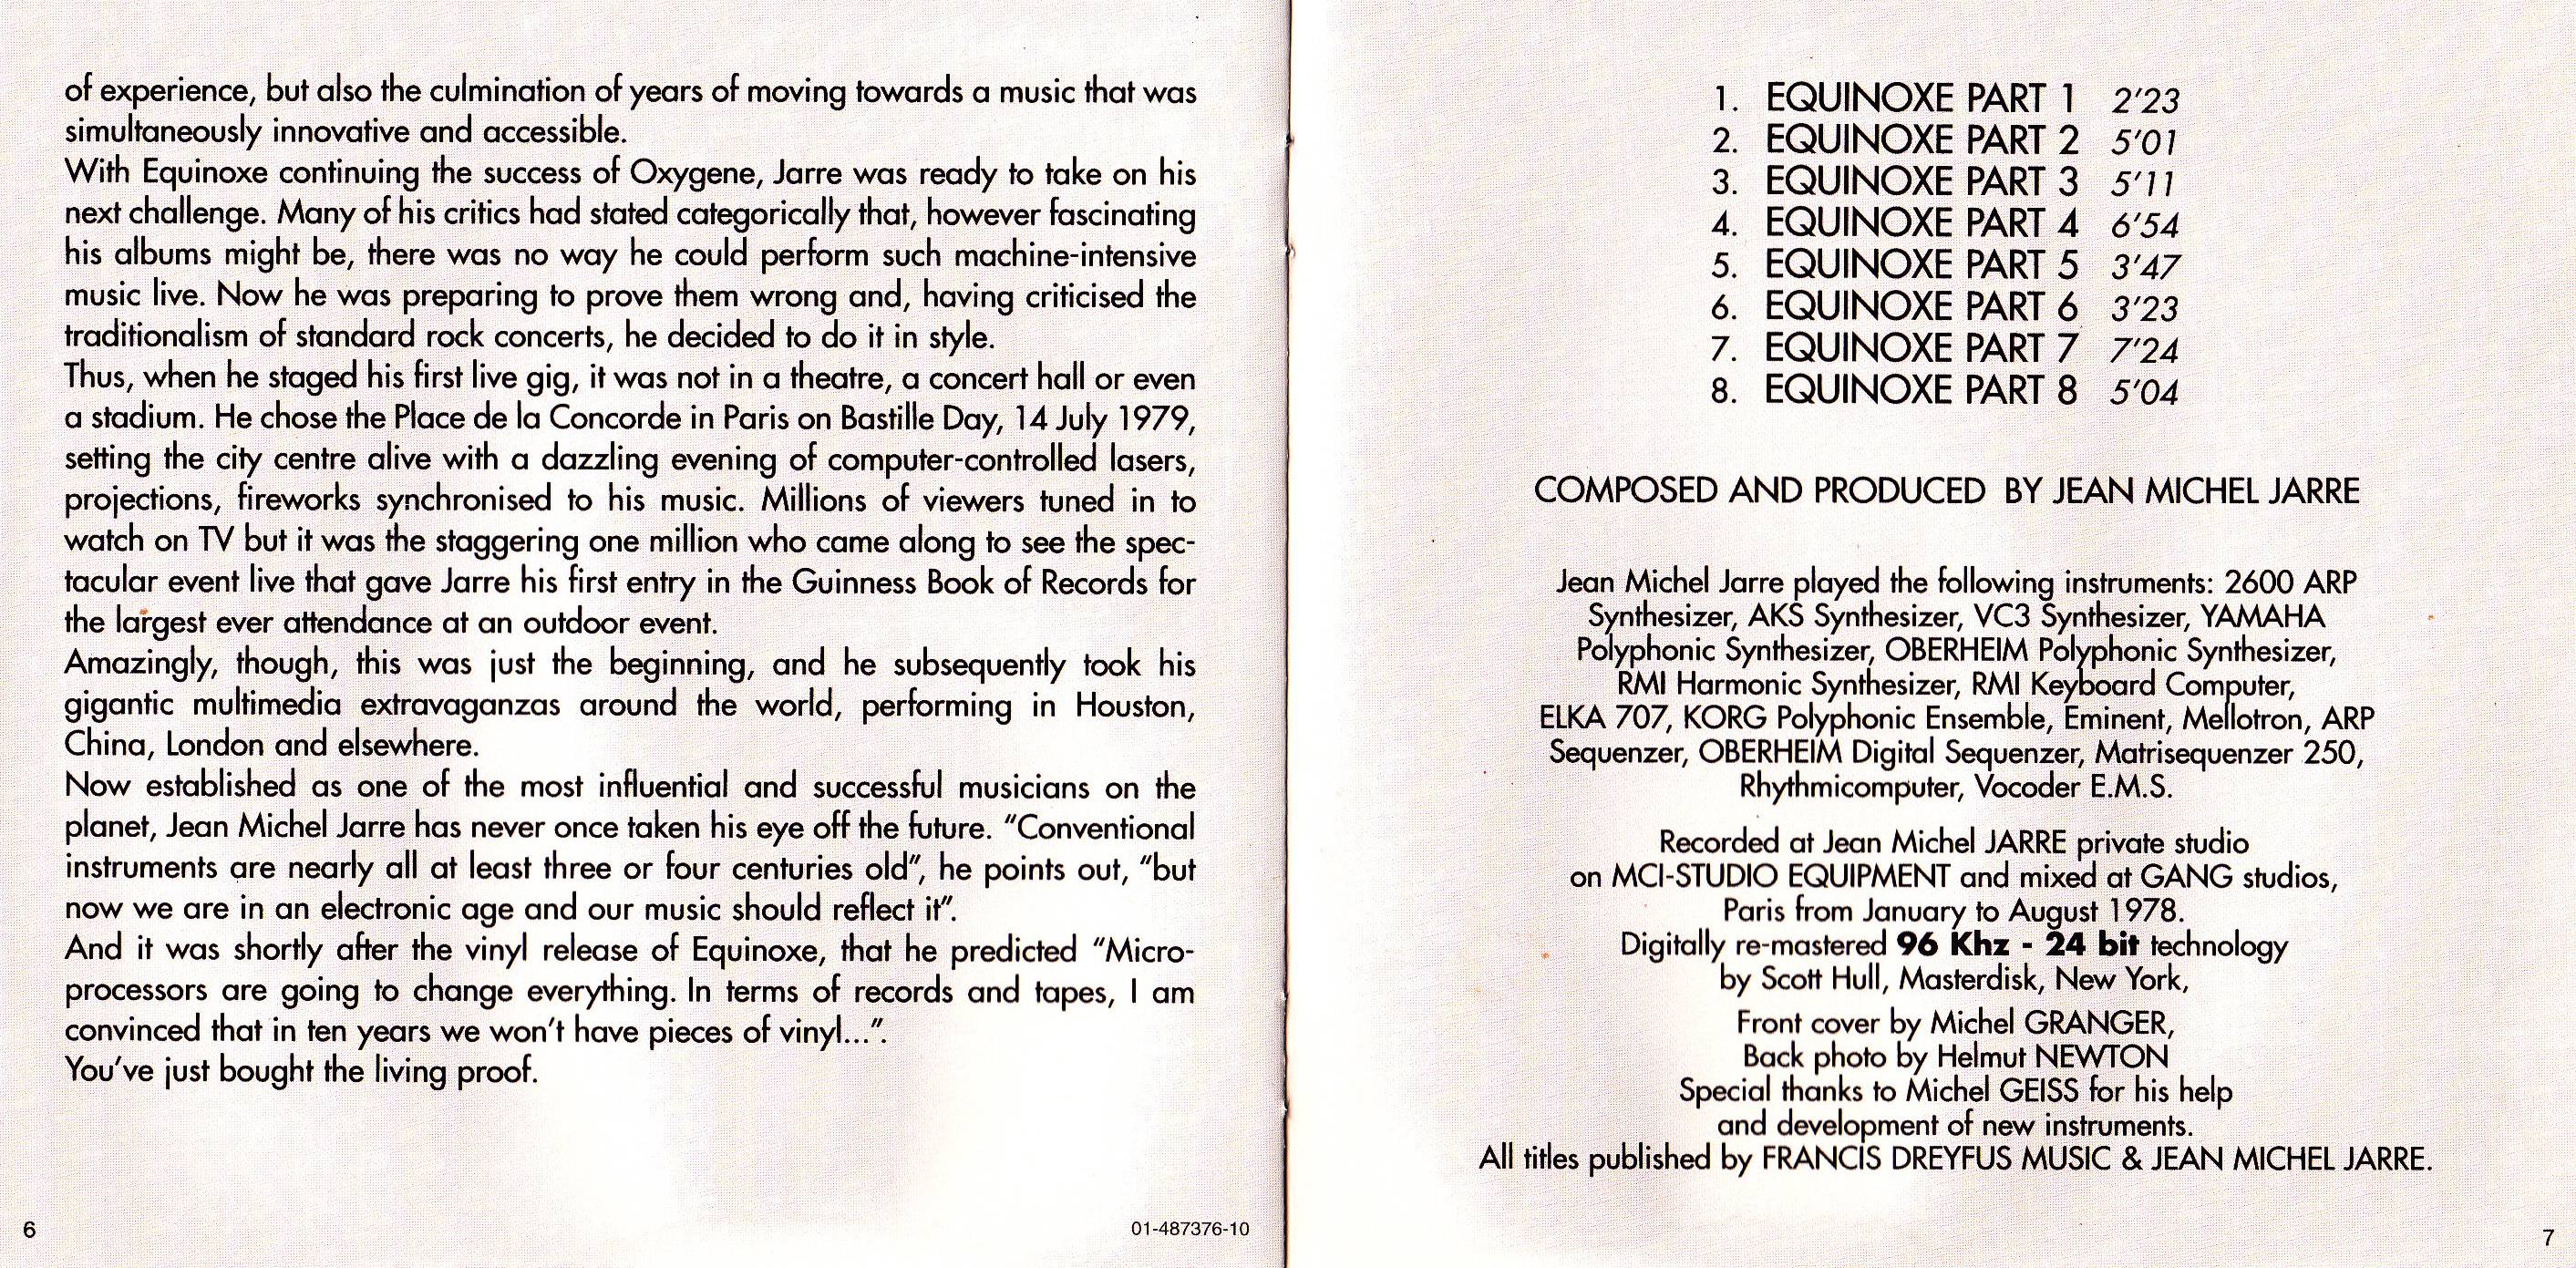 of experience, but also the culmination of years of moving towards a music that was
simultaneously innovative and accessible.
With Equinoxe continuing the success of Oxygene, Jarre was ready to take on his
next challenge. Many of his critics had stated categorically that, however fascinating
his albums might be, there was no way he could perform such machine-intensive
music live. Now he was preparing to prove them wrong and, having criticised the
traditionalism of standard rock concerts, he decided to do it in style.
Thus, when he staged his first live gig, it was not in a theatre, a concert hall or even
a stadium. He chose the Place de la Concorde in Paris on Bastille Day, 14 July 1979,
setting the city centre alive with a dazzling evening of computer-controlled lasers,
projections, fireworks synchronised to his music. Millions of viewers tuned in to
watch on TV but it was the staggering one million who came along to see the spec-
tacular event live that gave Jarre his first entry in the Guinness Book of Records for
the largest ever attendance at an outdoor event.
Amazingly, though, this was just the beginning, and he subsequently took his
gigantic multimedia extravaganzas around the world, performing in Houston,
China, London and elsewhere.
Now established as one of the most influential and successful musicians on the
planet, Jean Michel Jarre has never once taken his eye off the future. "Conventional
instruments are nearly all at least three or four centuries old", he points out, "but
now we are in an electronic age and our music should reflect it".
And it was shortly after the vinyl release of Equinoxe, that he predicted "Micro-
processors are going to change everything. In terms of records and tapes, I am
convinced that in ten years we won't have pieces of vinyl...".
You've just bought the living proof.
6
01-487376-10
1. EQUINOXE PART 1 2'23
2. EQUINOXE PART 2 5'01
3. EQUINOXE PART 3 5'11
4. EQUINOXE PART 4 6'54
5. EQUINOXE PART 5 3'47
6. EQUINOXE PART 6 3'23
7. EQUINOXE PART 7 7'24
8. EQUINOXE PART 8 5'04
COMPOSED AND PRODUCED BY JEAN MICHEL JARRE
Jean Michel Jarre played the following instruments: 2600 ARP
Synthesizer, AKS Synthesizer, VC3 Synthesizer, YAMAHA
Polyphonic Synthesizer, OBERHEIM Polyphonic Synthesizer,
RMI Harmonic Synthesizer, RMI Keyboard Computer,
ELKA 707, KORG Polyphonic Ensemble, Eminent, Mellotron, ARP
Sequenzer, OBERHEIM Digital Sequenzer, Matrisequenzer 250,
Rhythmicomputer, Vocoder E.M.S.
Recorded at Jean Michel JARRE private studio
on MCI-STUDIO EQUIPMENT and mixed at GANG studios,
Paris from January to August 1978.
Digitally re-mastered 96 Khz - 24 bit technology
by Scott Hull, Masterdisk, New York,
Front cover by Michel GRANGER,
Back photo by Helmut NEWTON
Special thanks to Michel GEISS for his help
and development of new instruments.
All titles published by FRANCIS DREYFUS MUSIC & JEAN MICHEL JARRE.
7